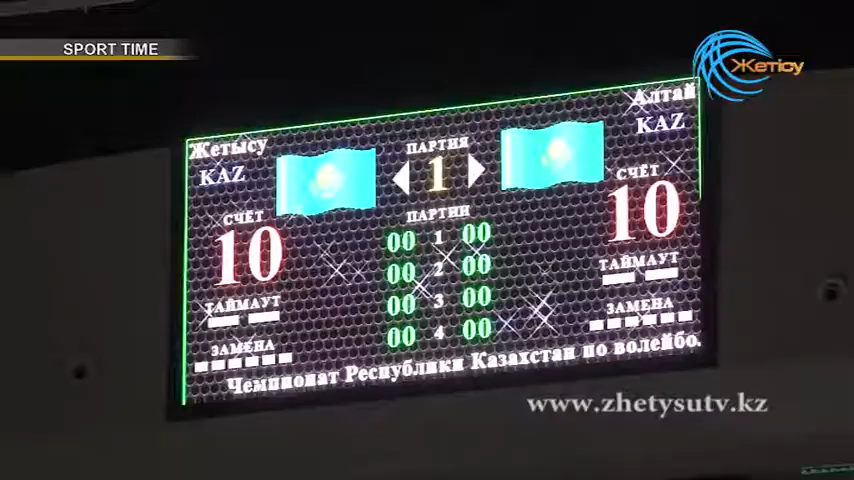 SPORT TIME
Жетісу
Жетысу
KAZ
ПАРТИЯ
1
Алтай
KAZ
СЧЁТ
10
ПАРТИИ
00 1 00
00 2 00
00 3 00
00 4 00
СЧЁТ
10
ТАЙМАУТ
ЗАМЕНА
ТАЙМАУТ
ЗАМЕНА
Чемпионат Республики Казахстан по волейбо.
www.zhetysutv.kz